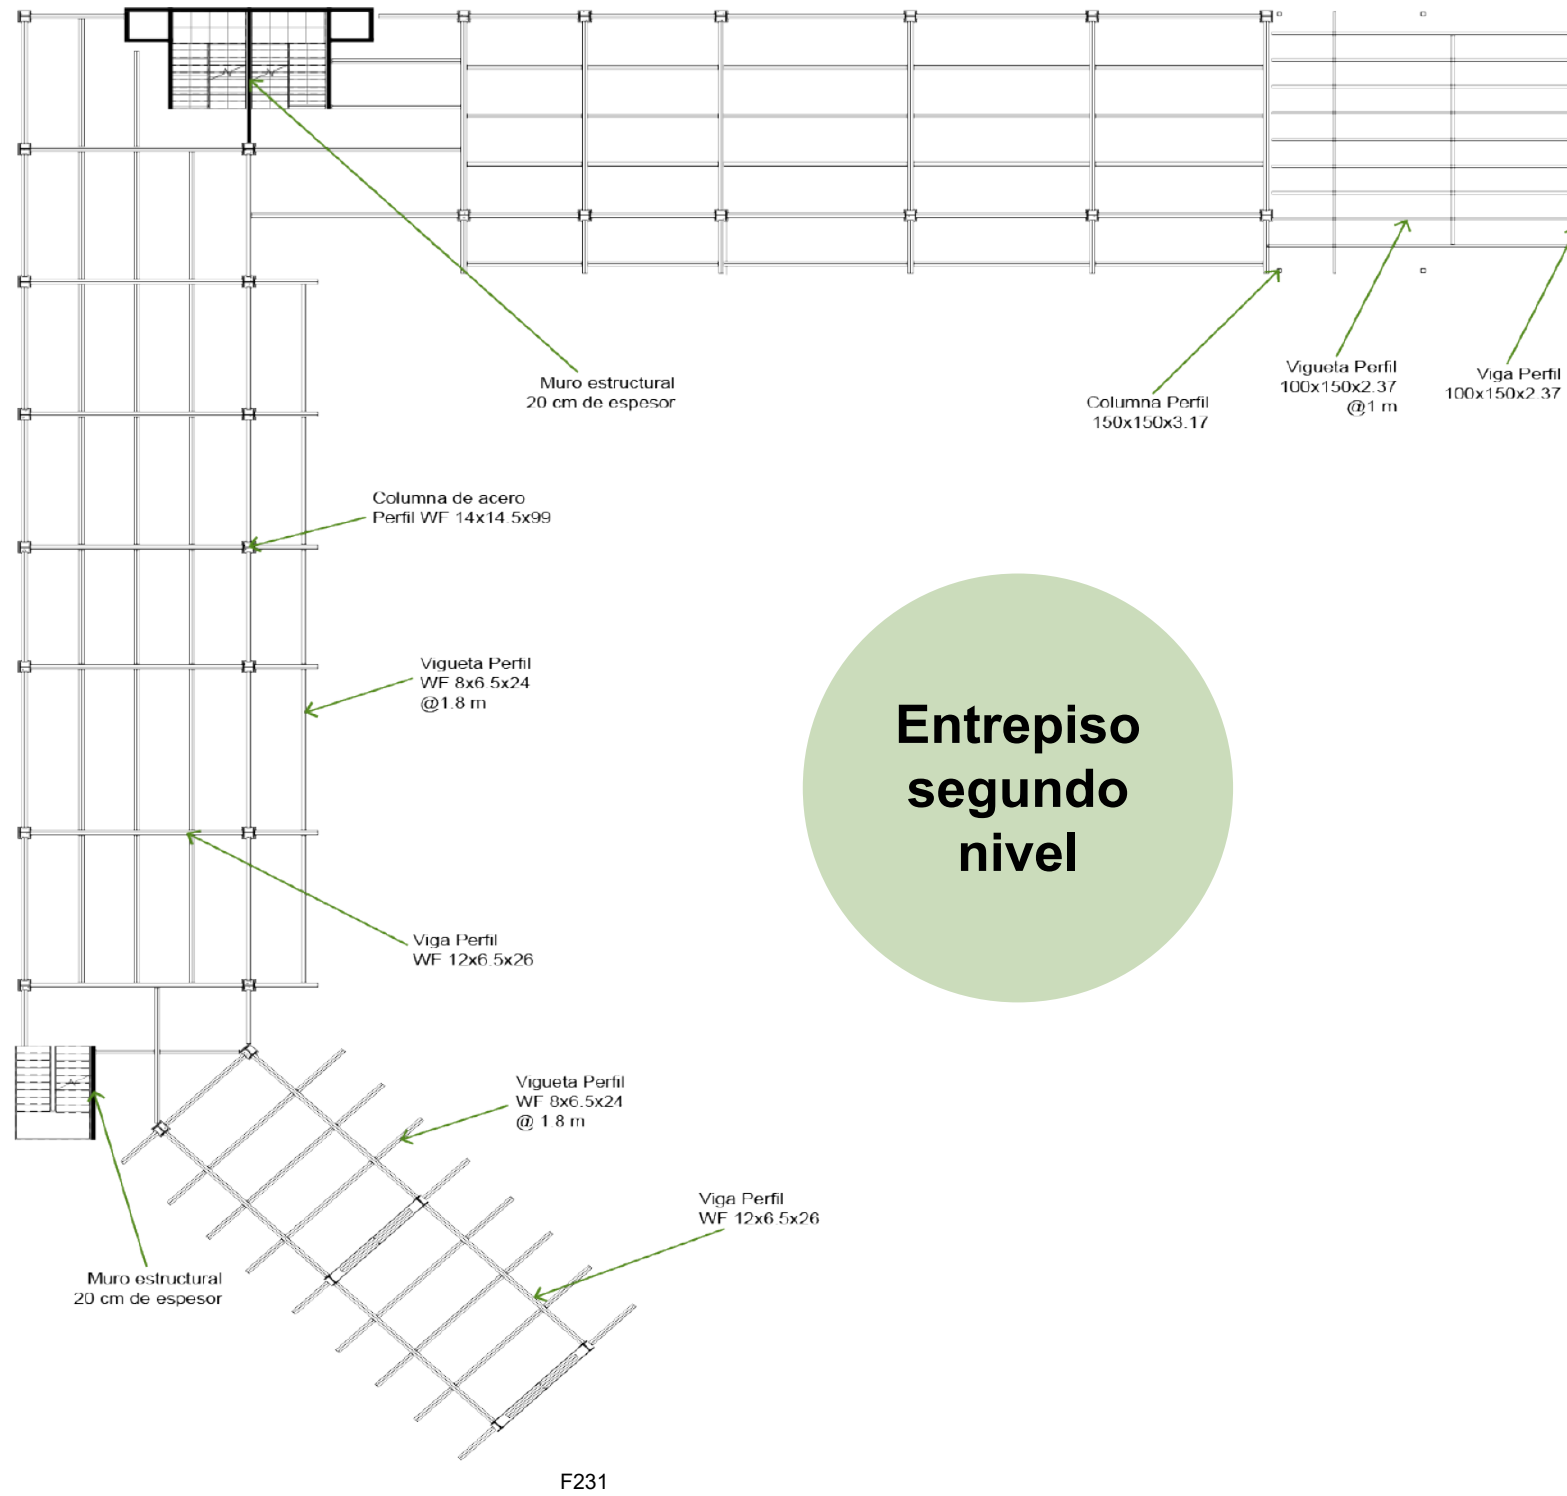 Muro estructural
20 cm de espesor
Vigueta Perfil
100x150x2.37
@1 m
Viga Perfil
100x150x2.37
Columna Perfil
150x150x3.17
Columna de acero
Perfil WF 14x14.5x99
Vigueta Perfil
WF 8x6.5x24
@1.8 m
Entrepiso
segundo
nivel
Viga Perfil
WF 12x6.5x26
Vigueta Perfil
WF 8x6.5x24
@ 1.8 m
Viga Perfil
WF 12x6.5x26
Muro estructural
20 cm de espesor
F231